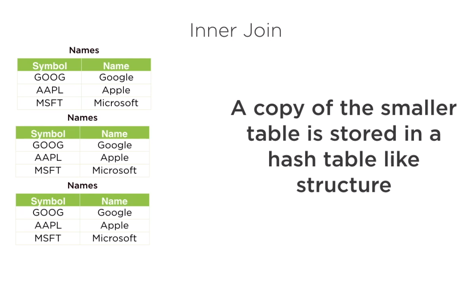 Inner Join
Names
Symbol Name
GOOG Google
AAPL Apple
MSFT Microsoft
Names
Symbol Name
GOOG Google
AAPL Apple
MSFT Microsoft
Names
Symbol Name
GOOG Google
AAPL Apple
MSFT Microsoft
A copy of the smaller
table is stored in a
hash table like
structure